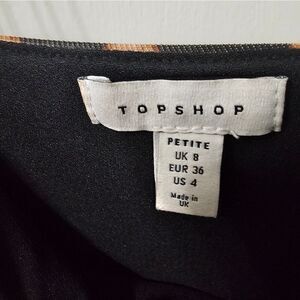 TOPSHOP
PETITE
UK 8
EUR 36
US 4
Made in
UK